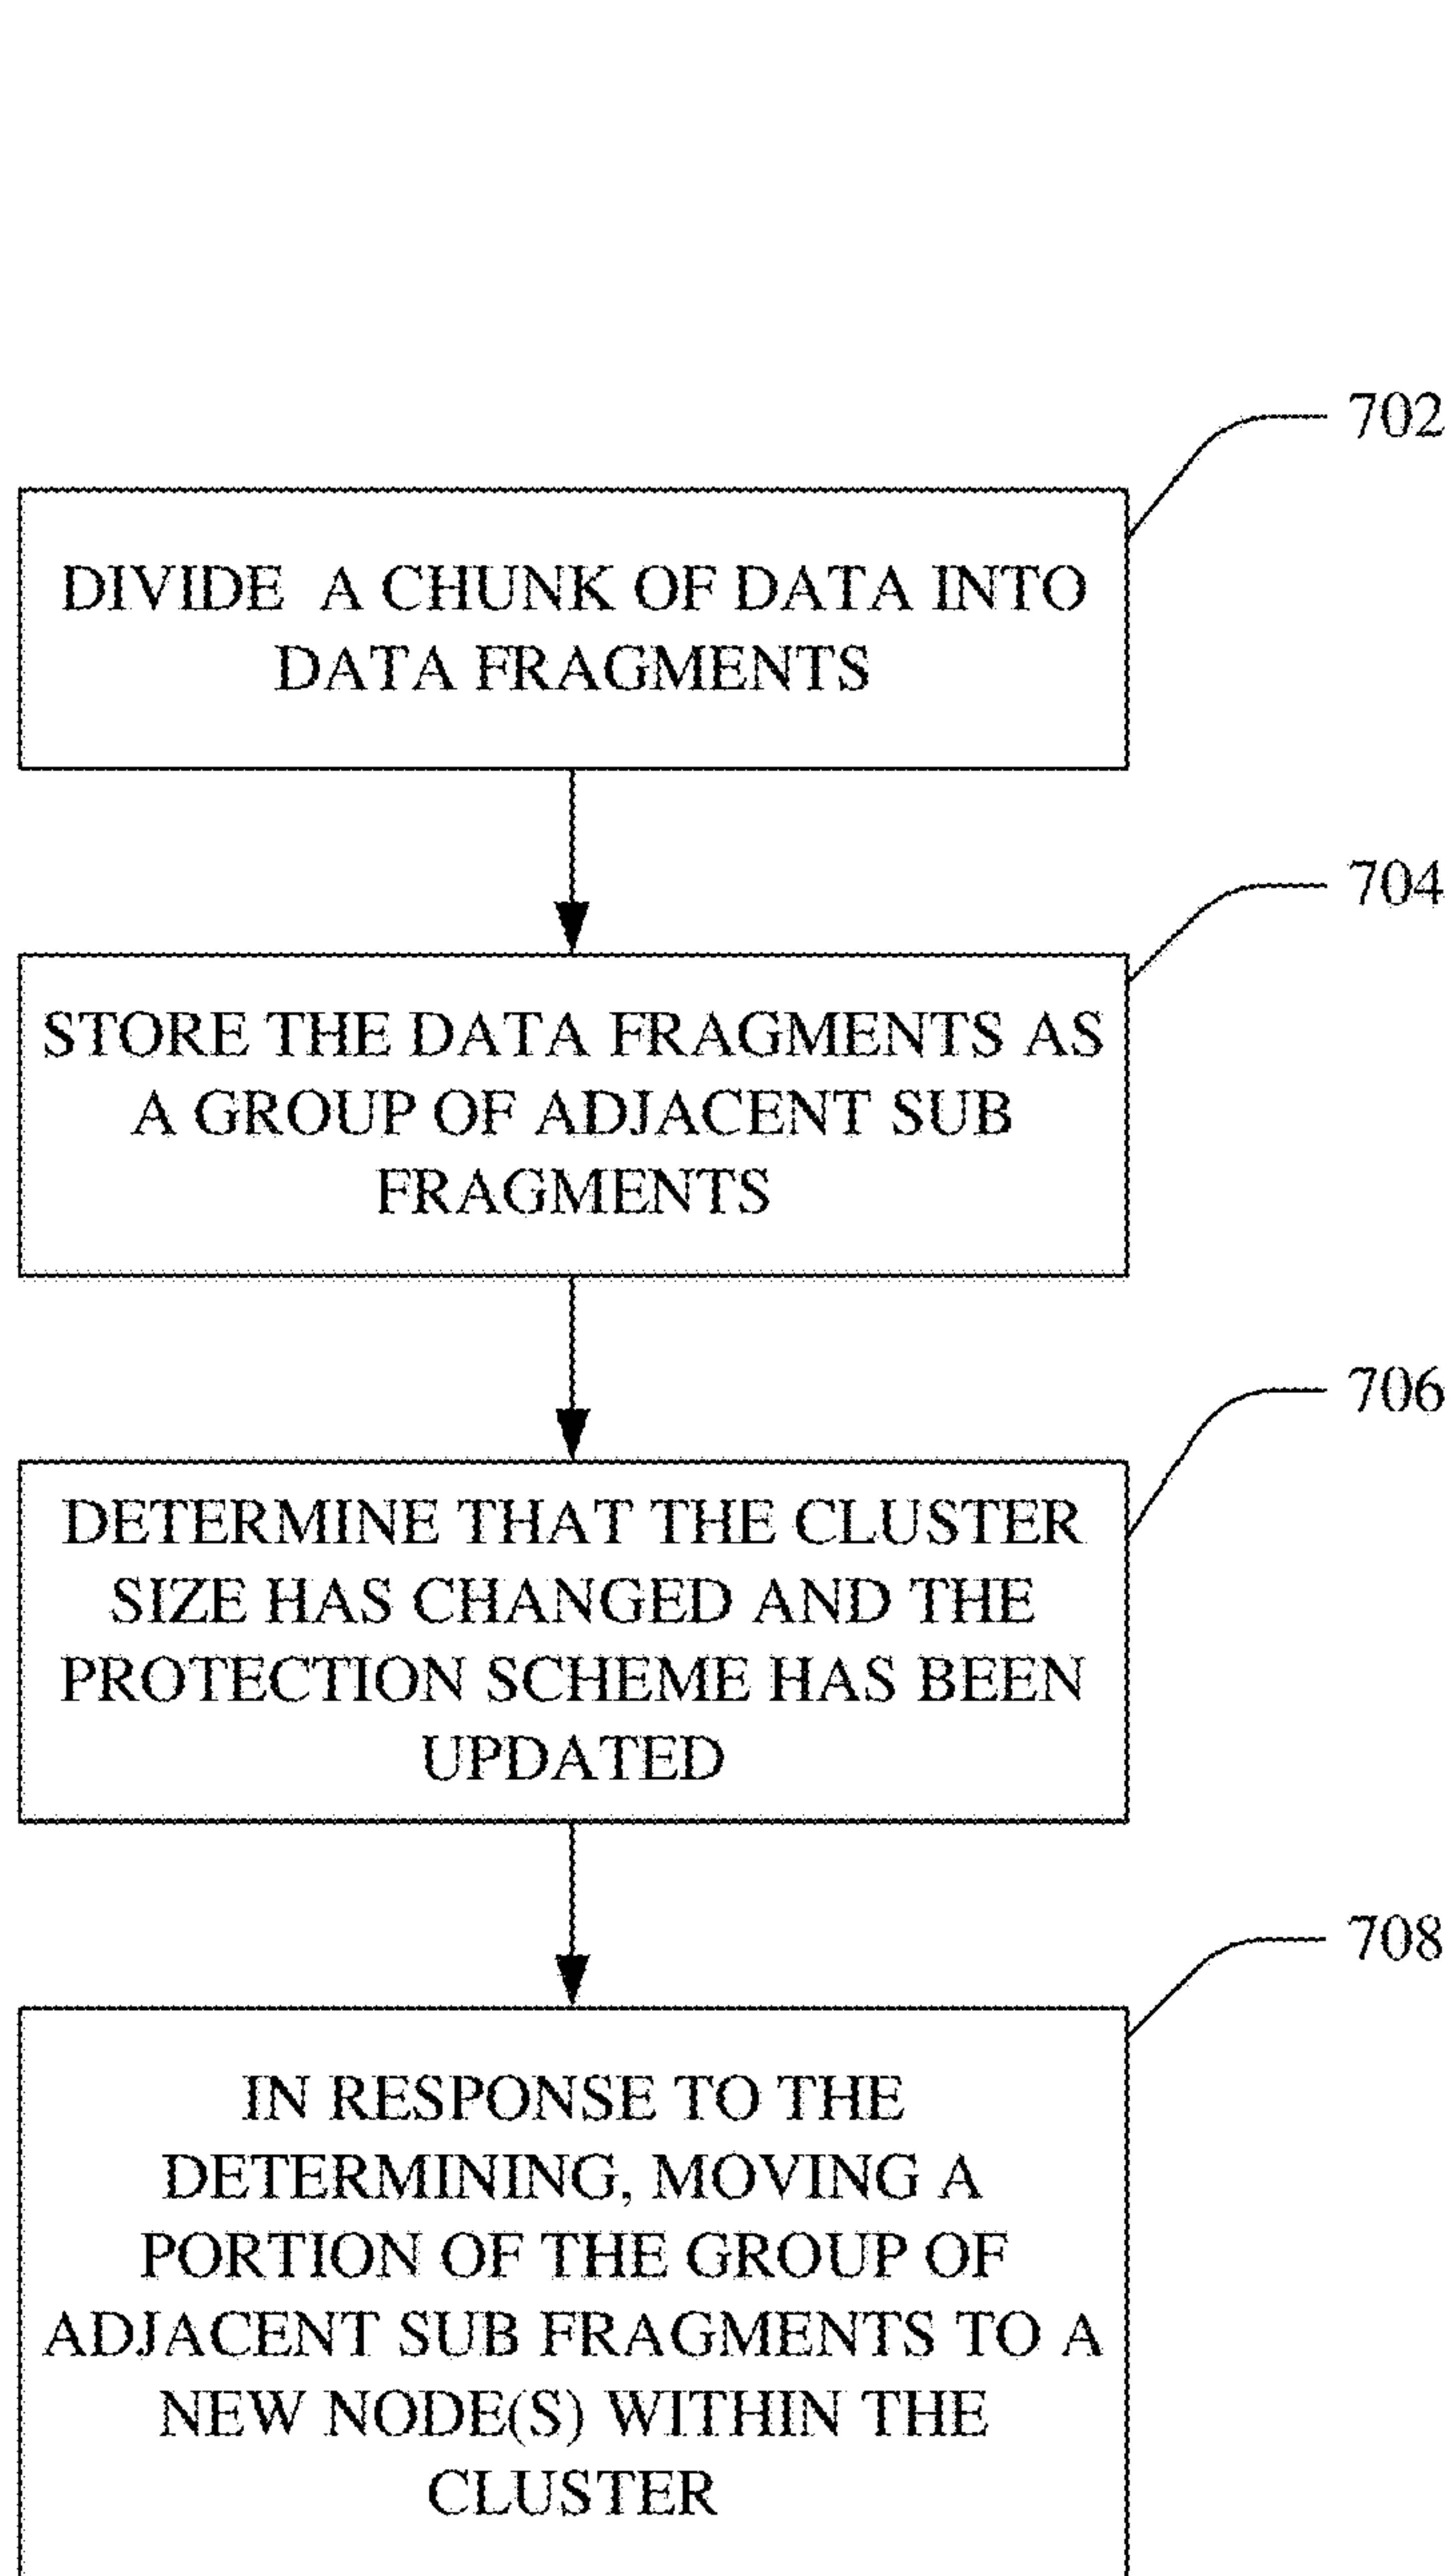 702
DIVIDE A CHUNK OF DATA INTO
DATA FRAGMENTS
704
STORE THE DATA FRAGMENTS AS
A GROUP OF ADJACENT SUB
FRAGMENTS
706
DETERMINE THAT THE CLUSTER
SIZE HAS CHANGED AND THE
PROTECTION SCHEME HAS BEEN
UPDATED
708
IN RESPONSE TO THE
DETERMINING, MOVING A
PORTION OF THE GROUP OF
ADJACENT SUB FRAGMENTS TO A
NEW NODE(S) WITHIN THE
CLUSTER